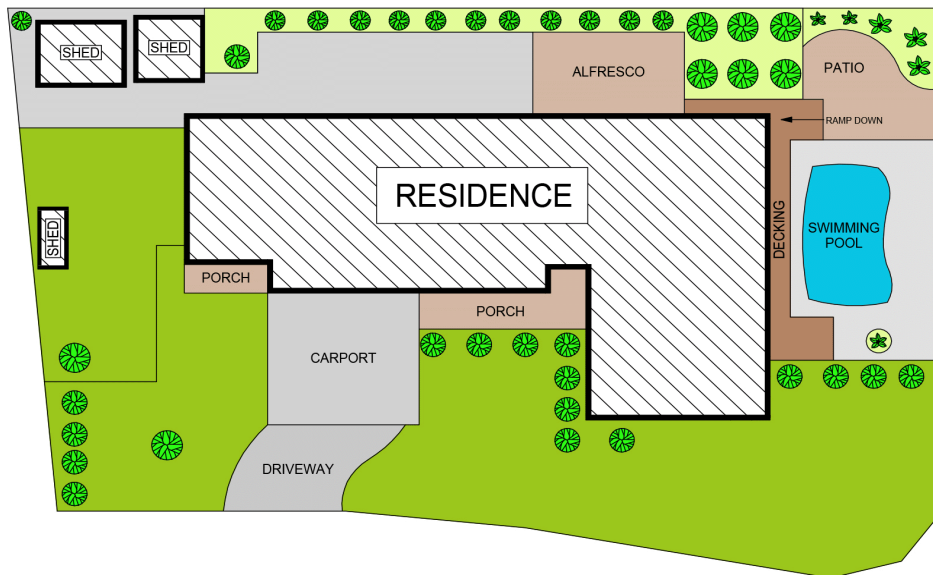 SHED
SHED
ALFRESCO
PATIO
RAMP DOWN
RESIDENCE
SHED
DECKING
SWIMMING
POOL
PORCH
PORCH
CARPORT
DRIVEWAY